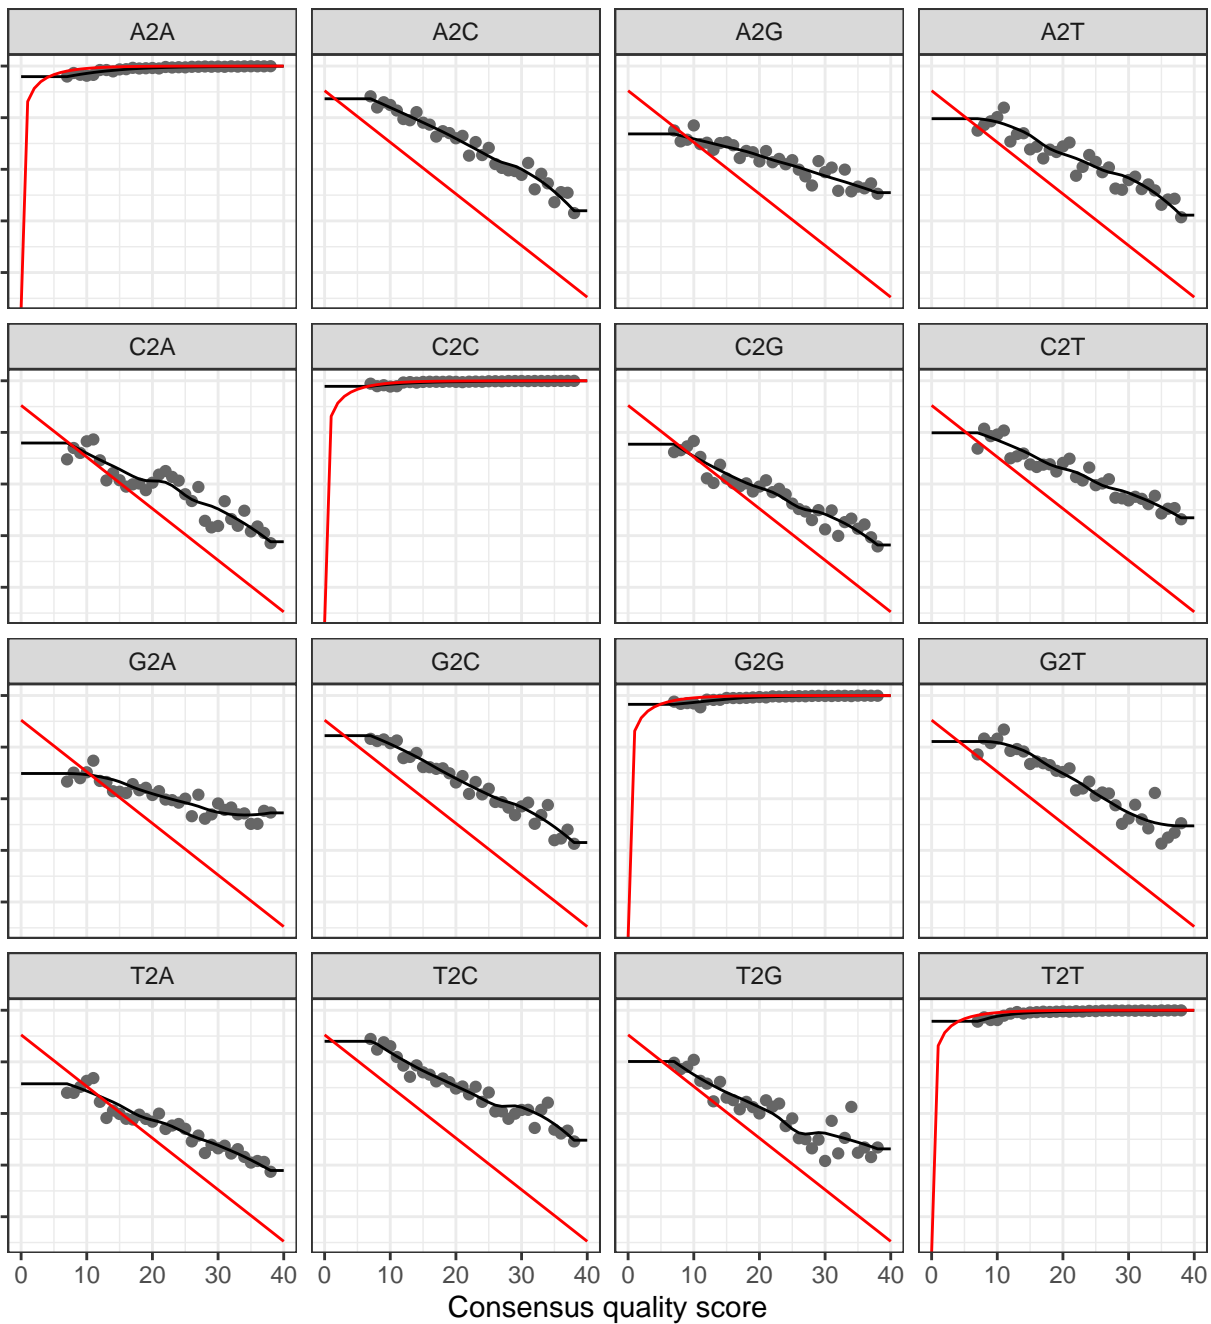 A2A A2C A2G A2T
C2A C2C C2G C2T
G2A G2C G2G G2T
T2A T2C T2G T2T
0 10 20 30 40 0 10 20 30 40 0 10 20 30 40 0 10 20 30 40
Consensus quality score